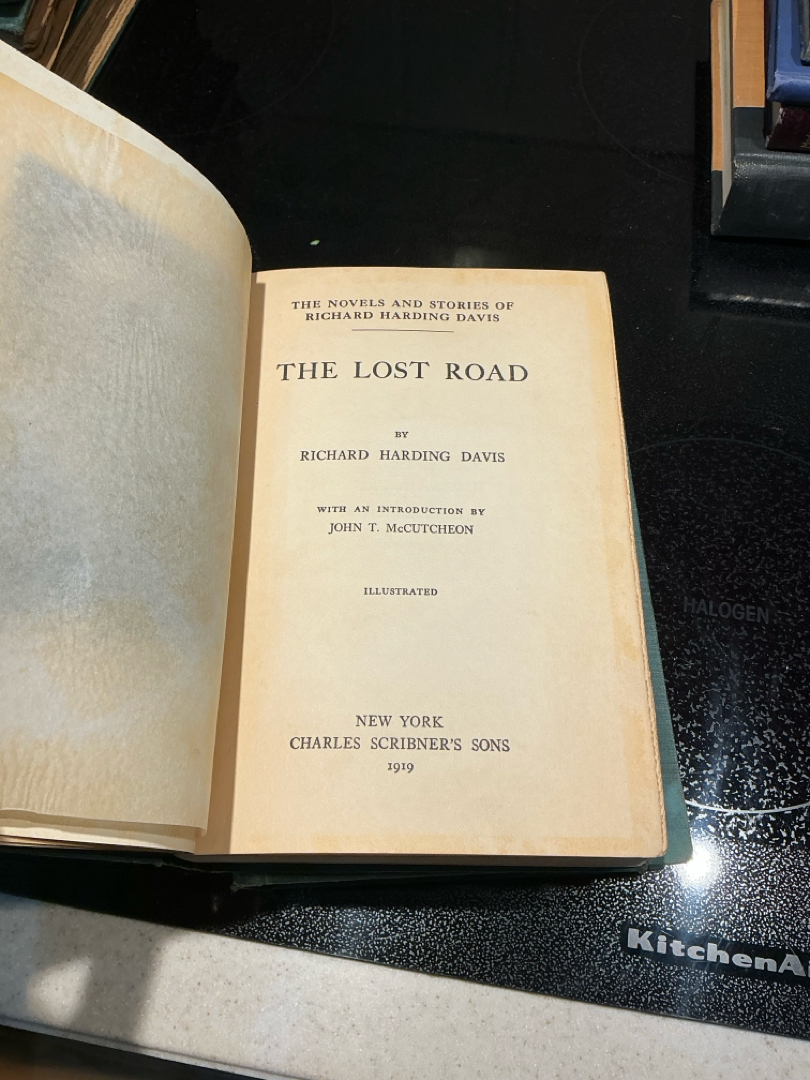 THE NOVELS AND STORIES OF
RICHARD HARDING DAVIS
THE LOST ROAD
BY
RICHARD HARDING DAVIS
WITH AN INTRODUCTION BY
JOHN T. McCUTCHEON
ILLUSTRATED
NEW YORK
CHARLES SCRIBNER'S SONS
1919
HALOGEN
KitchenAi